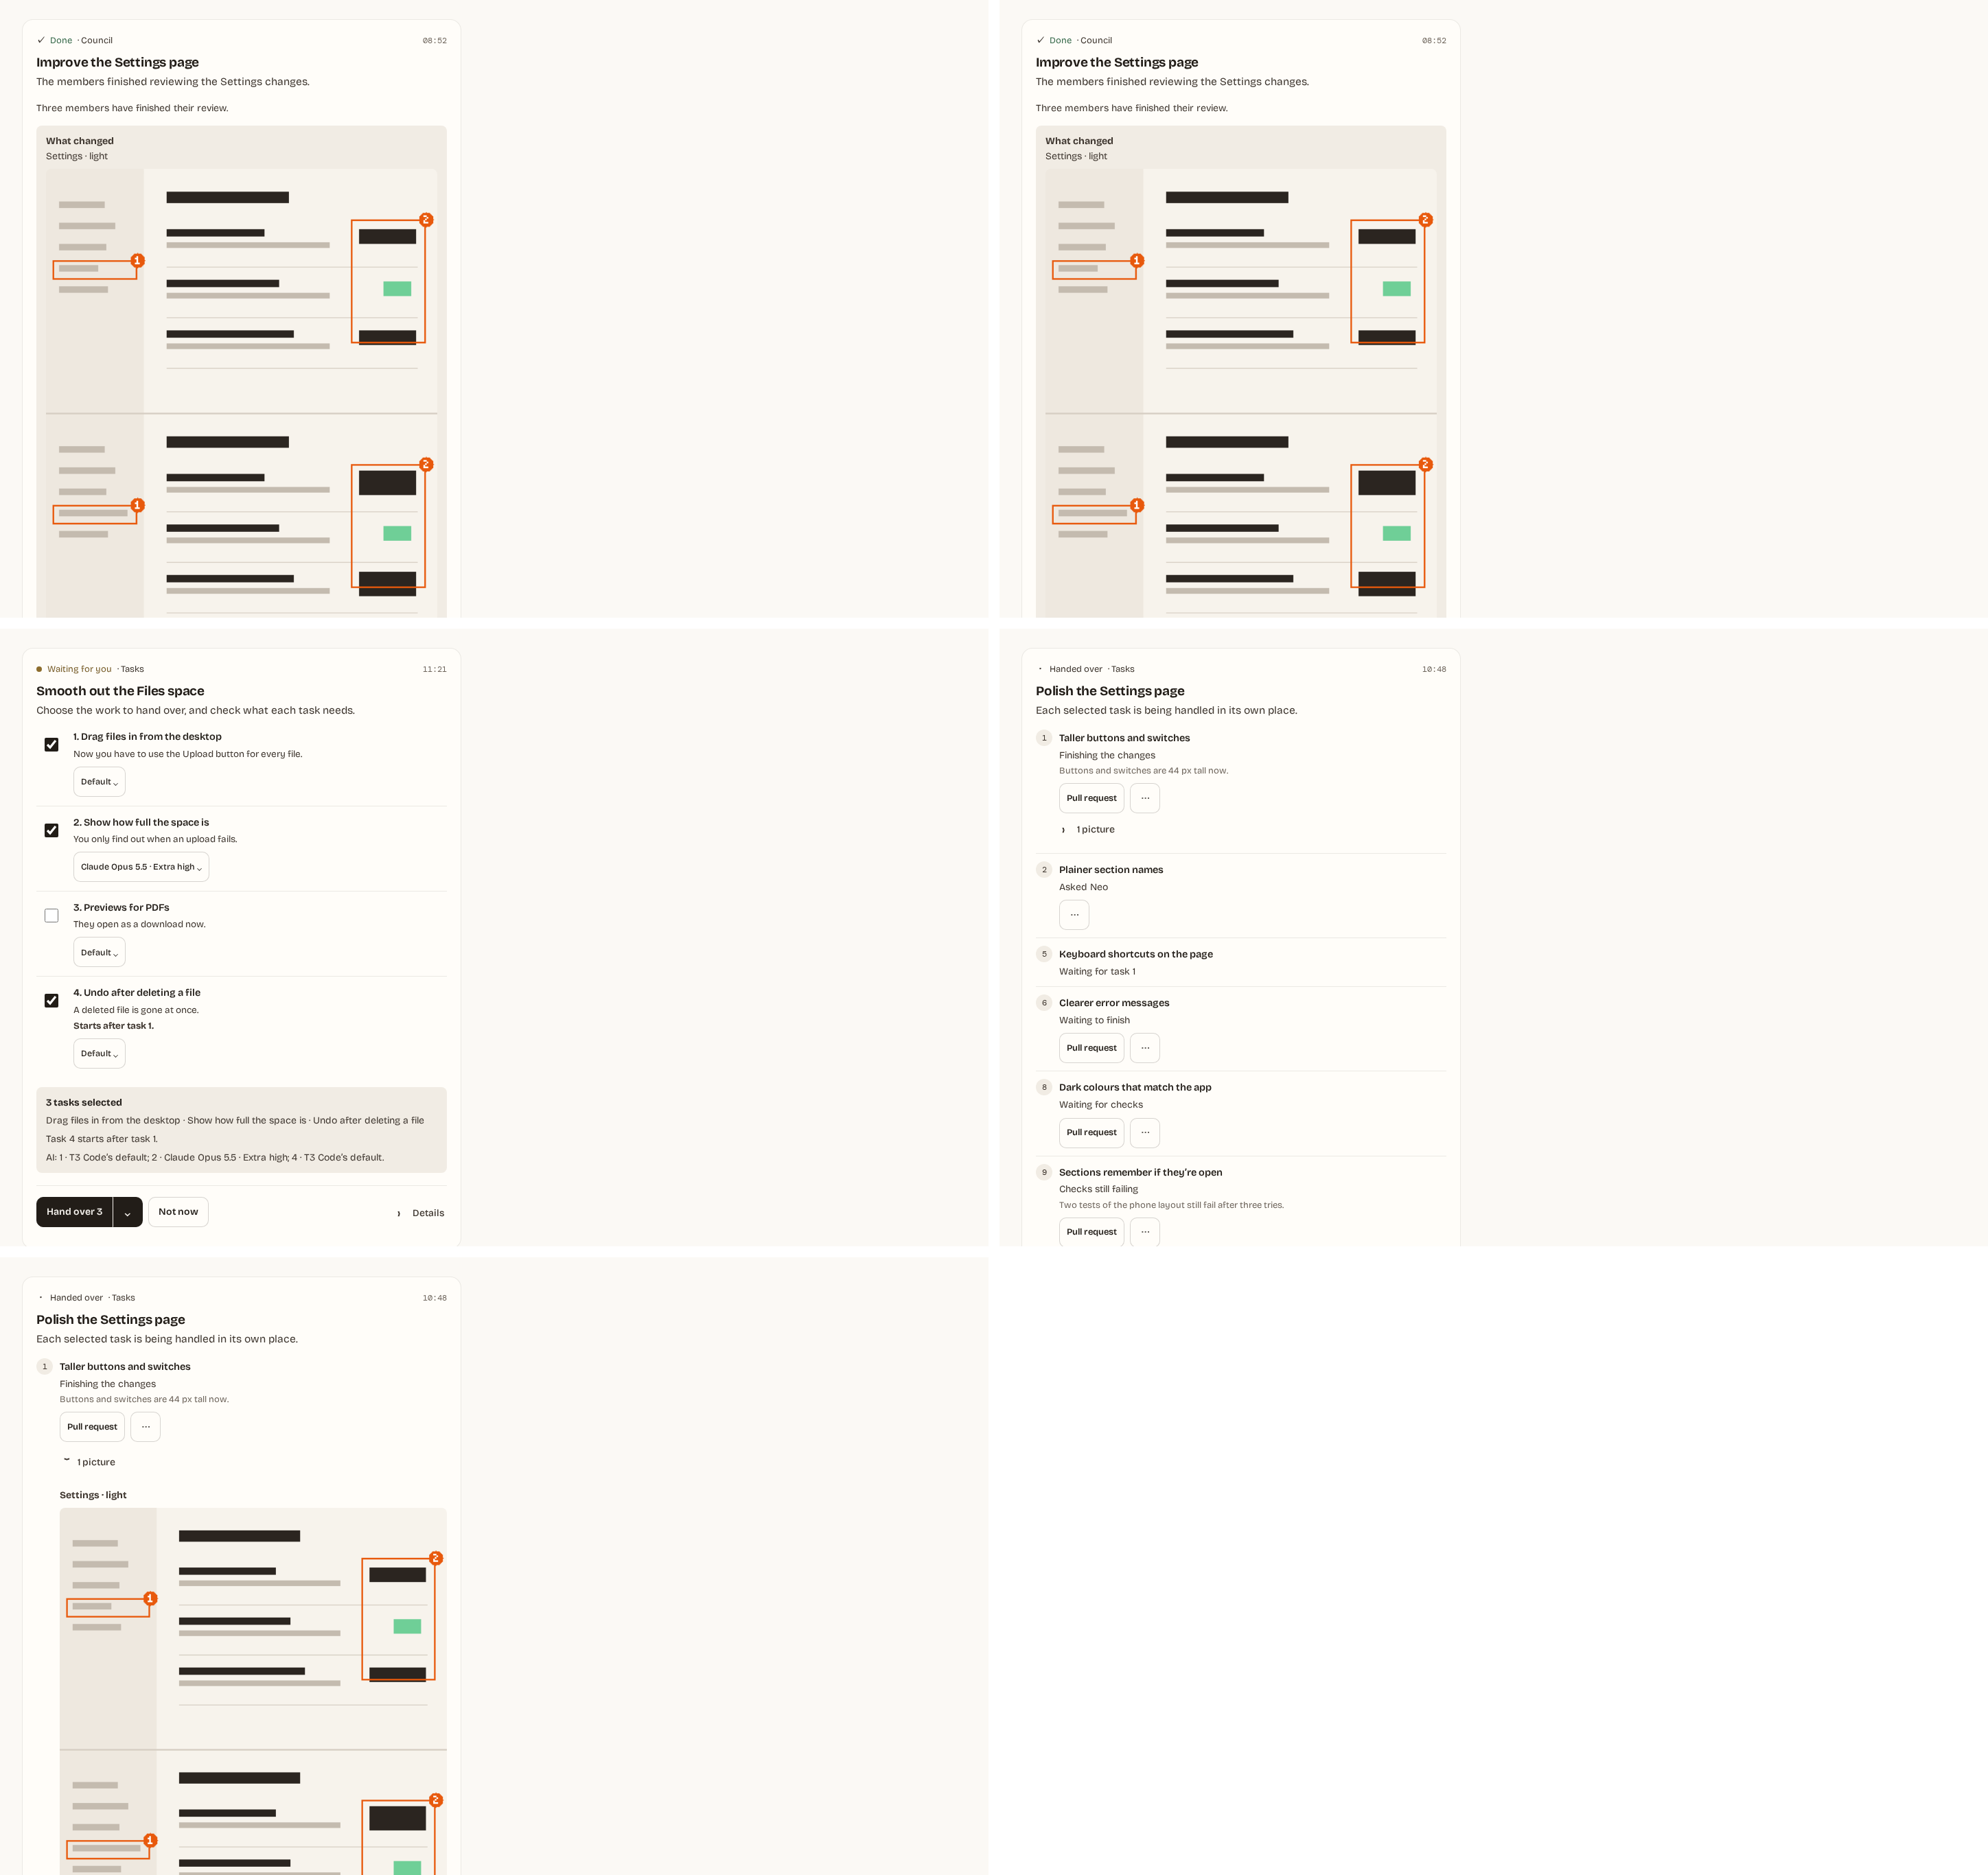 ✓ Done · Council 08:52
Improve the Settings page
The members finished reviewing the Settings changes.
Three members have finished their review.
What changed
Settings · light
2
1
2
1
✓ Done · Council 08:52
Improve the Settings page
The members finished reviewing the Settings changes.
Three members have finished their review.
What changed
Settings · light
2
1
2
1
Waiting for you · Tasks 11:21
Smooth out the Files space
Choose the work to hand over, and check what each task needs.
1. Drag files in from the desktop
Now you have to use the Upload button for every file.
Default
2. Show how full the space is
You only find out when an upload fails.
Claude Opus 5.5 · Extra high
3. Previews for PDFs
They open as a download now.
Default
4. Undo after deleting a file
A deleted file is gone at once.
Starts after task 1.
Default
3 tasks selected
Drag files in from the desktop · Show how full the space is · Undo after deleting a file
Task 4 starts after task 1.
AI: 1 · T3 Code's default; 2 · Claude Opus 5.5 · Extra high; 4 · T3 Code's default.
Hand over 3 Not now Details
· Handed over · Tasks 10:48
Polish the Settings page
Each selected task is being handled in its own place.
1 Taller buttons and switches
Finishing the changes
Buttons and switches are 44 px tall now.
Pull request ···
1 picture
2 Plainer section names
Asked Neo
···
5 Keyboard shortcuts on the page
Waiting for task 1
6 Clearer error messages
Waiting to finish
Pull request ···
8 Dark colours that match the app
Waiting for checks
Pull request ···
9 Sections remember if they're open
Checks still failing
Two tests of the phone layout still fail after three tries.
Pull request ···
· Handed over · Tasks 10:48
Polish the Settings page
Each selected task is being handled in its own place.
1 Taller buttons and switches
Finishing the changes
Buttons and switches are 44 px tall now.
Pull request ···
1 picture
Settings · light
2
1
2
1